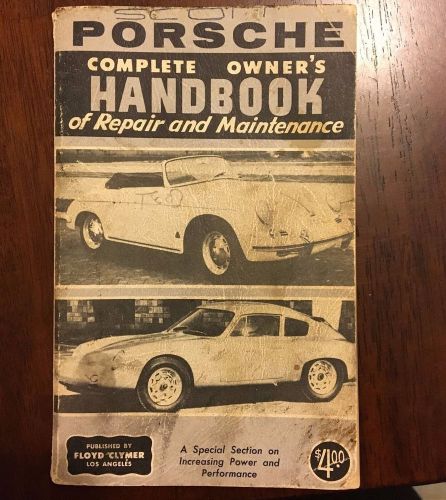 SCOTT
PORSCHE
COMPLETE OWNER'S
HANDBOOK
of Repair and Maintenance
PUBLISHED BY
FLOYD CLYMER
LOS ANGELES
A Special Section on
Increasing Power and
Performance
$4.00